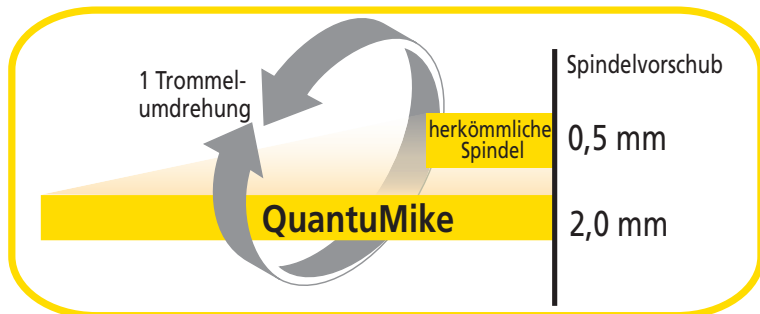 1 Trommel-
umdrehung
Spindelvorschub
herkömmliche
Spindel
0,5 mm
QuantuMike
2,0 mm